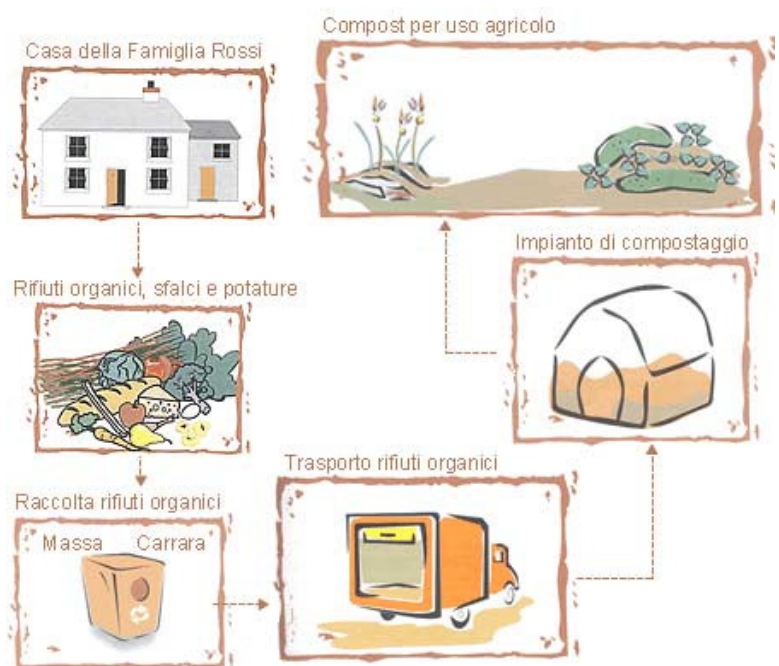 Casa della Famiglia Rossi
Compost per uso agricolo
Rifiuti organici, sfalci e potature
Impianto di compostaggio
Raccolta rifiuti organici
Massa Carrara
Trasporto rifiuti organici